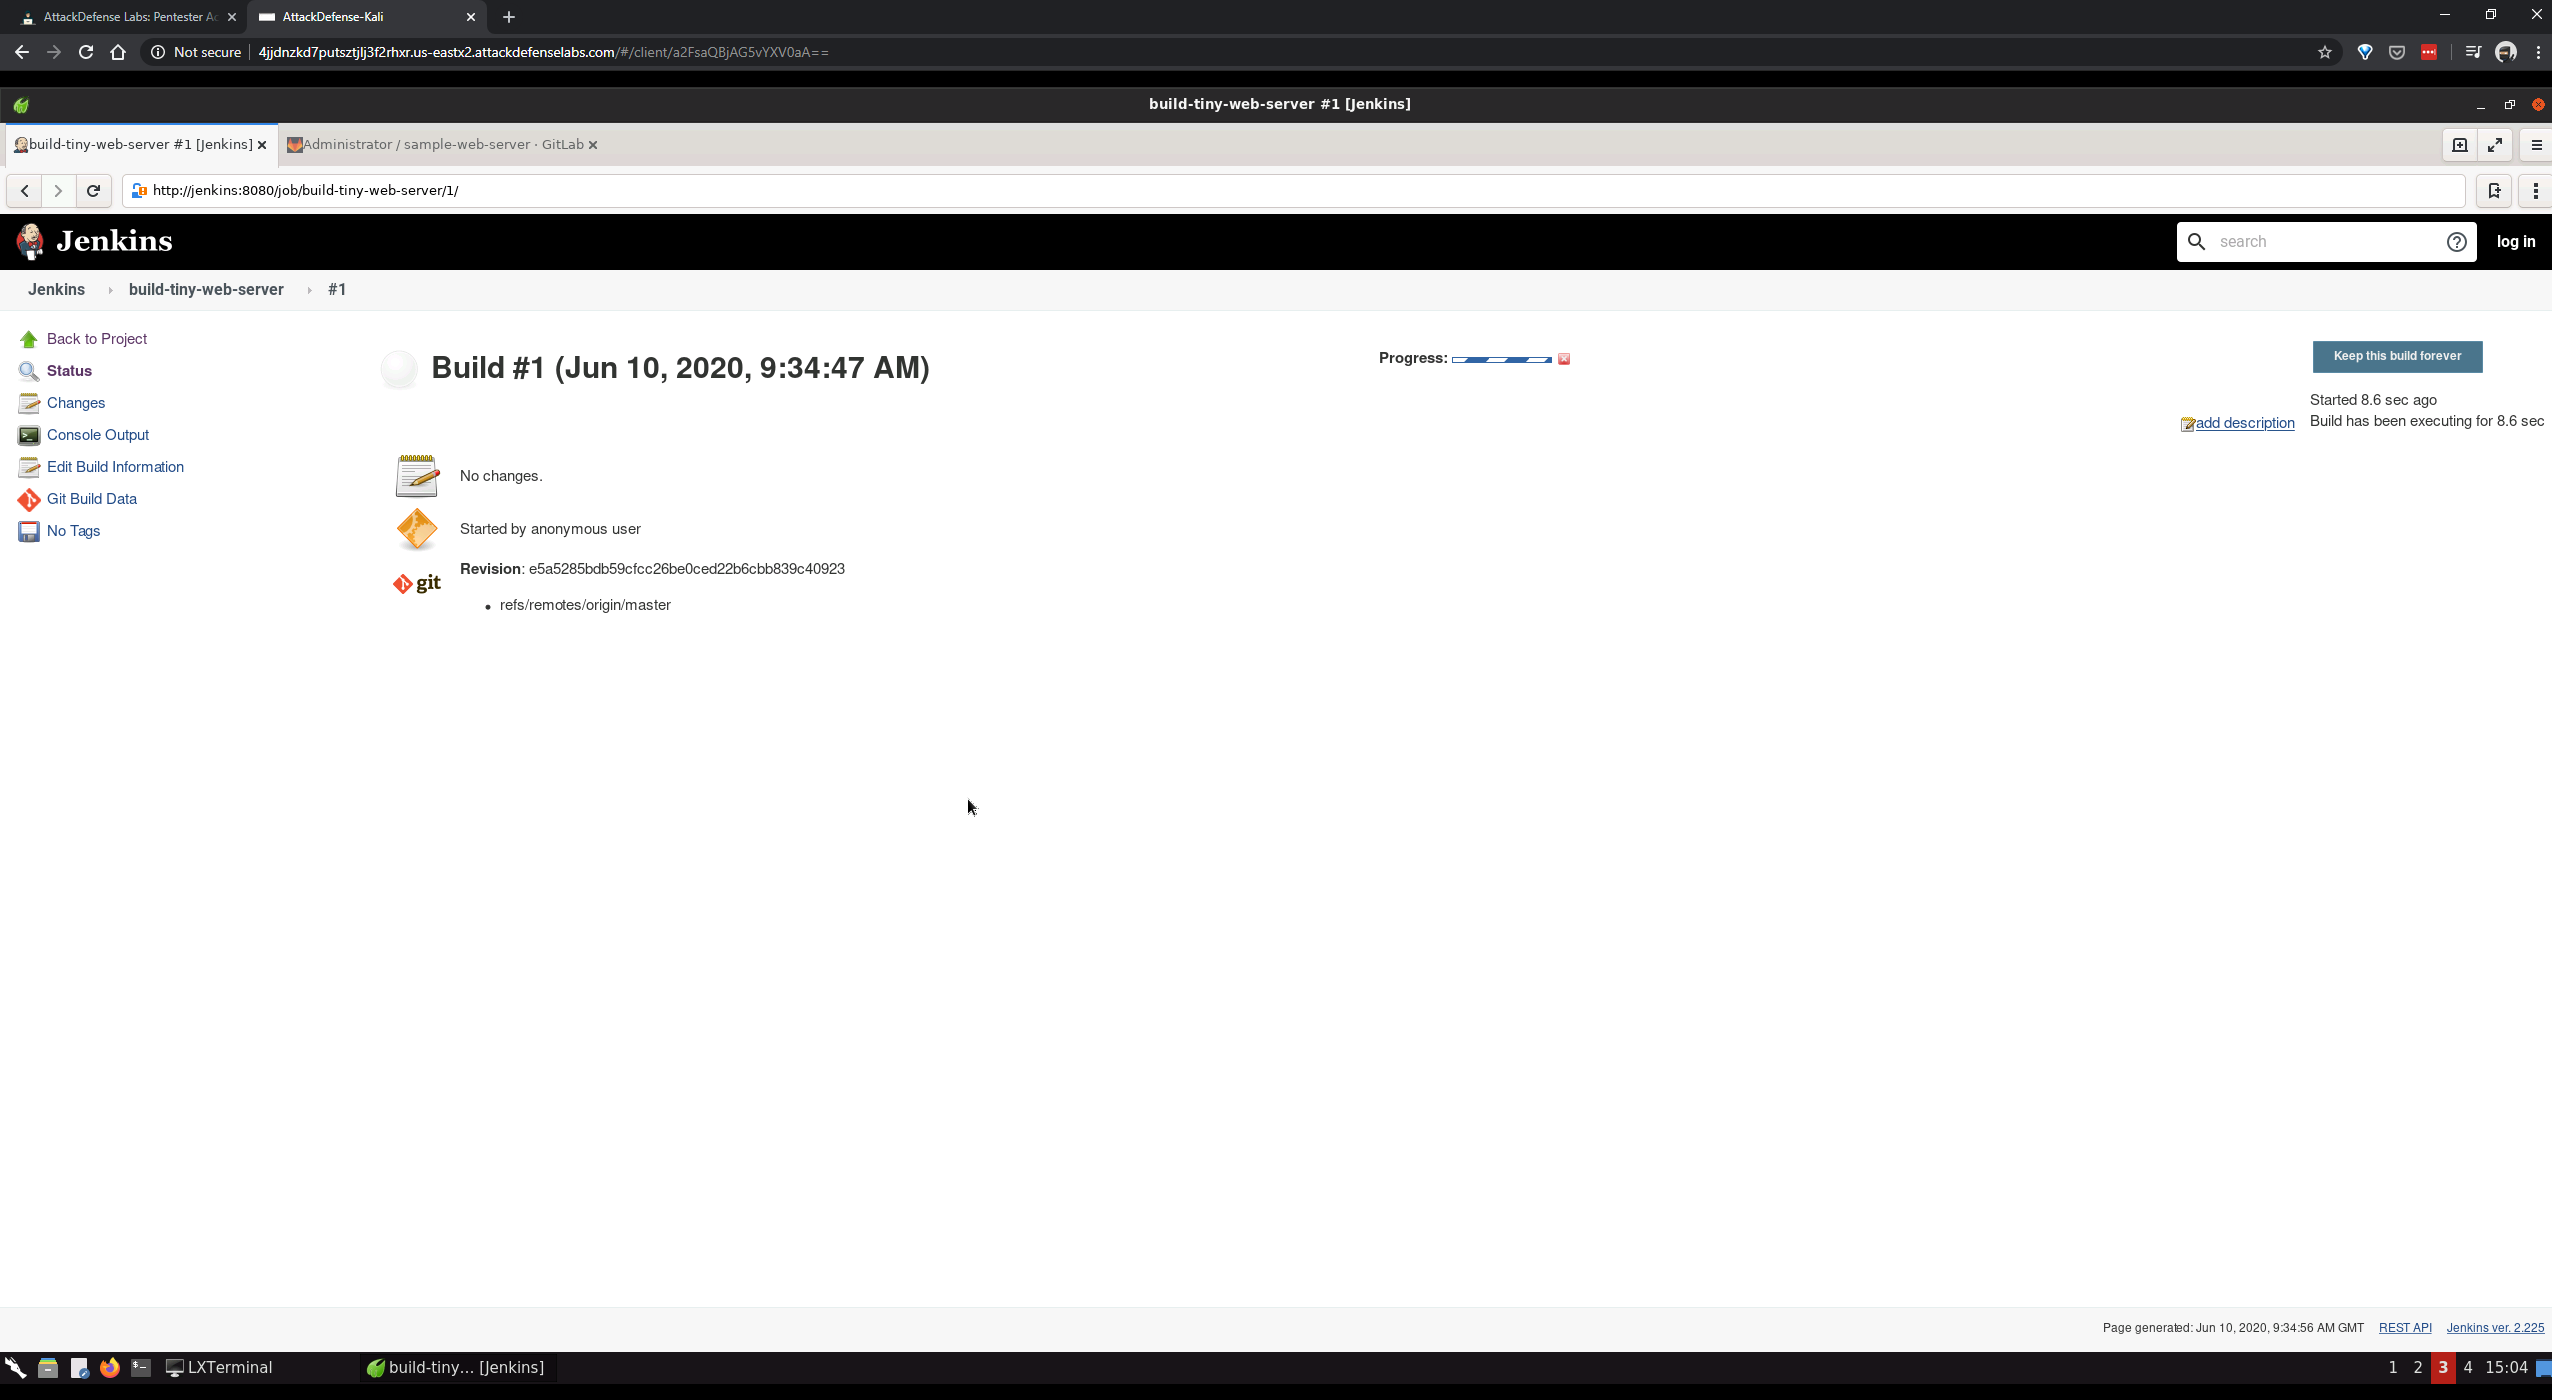 AttackDefense Labs: Pentester Ac
AttackDefense-Kali
Not secure
4jjdnzkd7putsztjlj3f2rhxr.us-eastx2.attackdefenselabs.com/#/client/a2FsaQBjAG5vYXV0aA==
build-tiny-web-server #1 [Jenkins]
build-tiny-web-server #1 [Jenkins]
Administrator / sample-web-server · GitLab
http://jenkins:8080/job/build-tiny-web-server/1/
Jenkins
search
log in
Jenkins
build-tiny-web-server
#1
Back to Project
Status
Changes
Console Output
Edit Build Information
Git Build Data
No Tags
Build #1 (Jun 10, 2020, 9:34:47 AM)
Progress:
Keep this build forever
Started 8.6 sec ago
Build has been executing for 8.6 sec
add description
No changes.
Started by anonymous user
git
Revision: e5a5285bdb59cfcc26be0ced22b6cbb839c40923
refs/remotes/origin/master
Page generated: Jun 10, 2020, 9:34:56 AM GMT
REST API
Jenkins ver. 2.225
LXTerminal
build-tiny... [Jenkins]
1 2 3 4 15:04